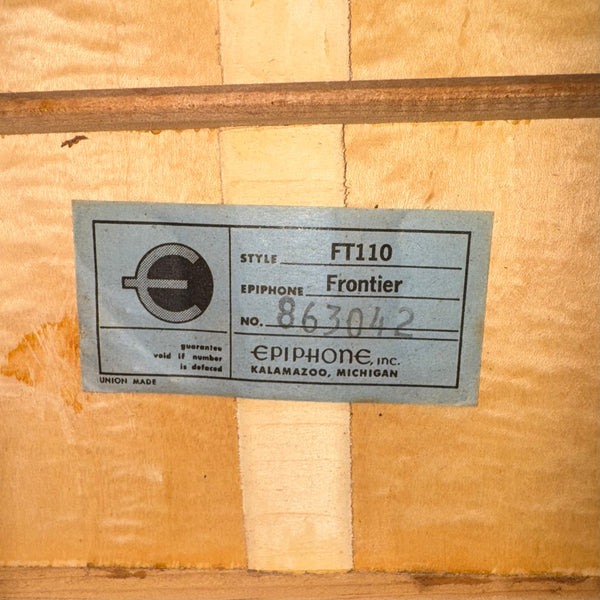 STYLE FT110
EPIPHONE Frontier
NO. 863042
guarantee
void if number
is defaced
EPIPHONE, INC.
KALAMAZOO, MICHIGAN
UNION MADE